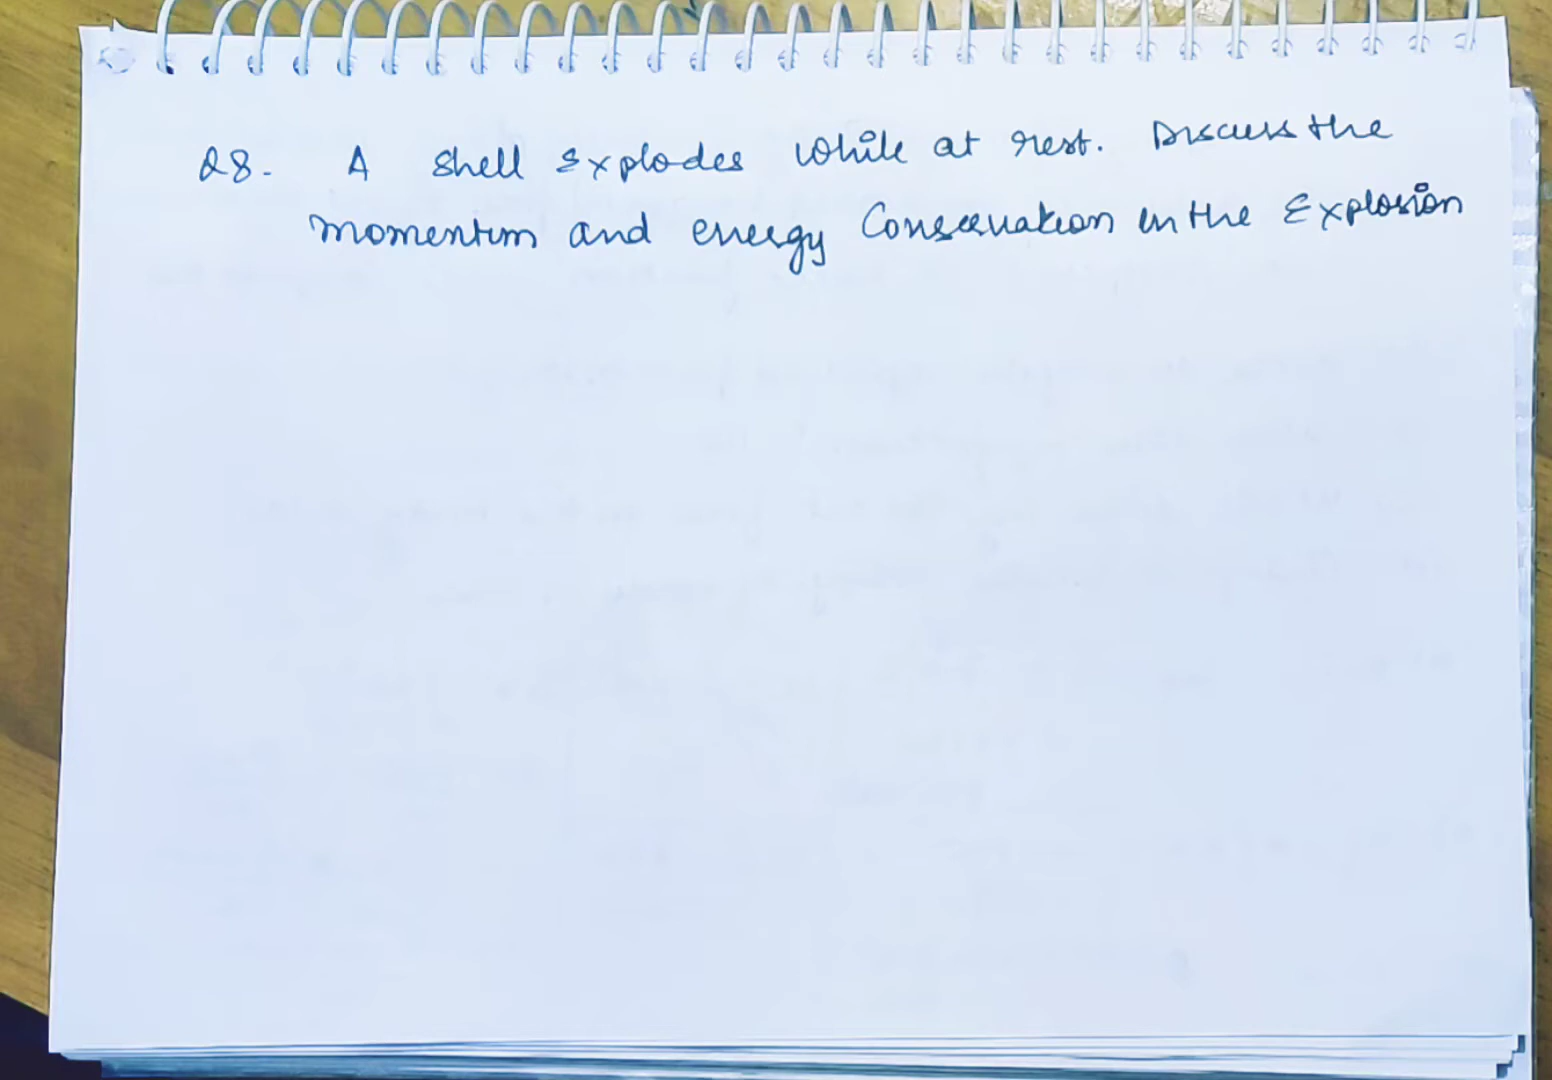 Q8. A shell explodes while at rest. Discuss the
momentum and energy Conservation in the Explosion